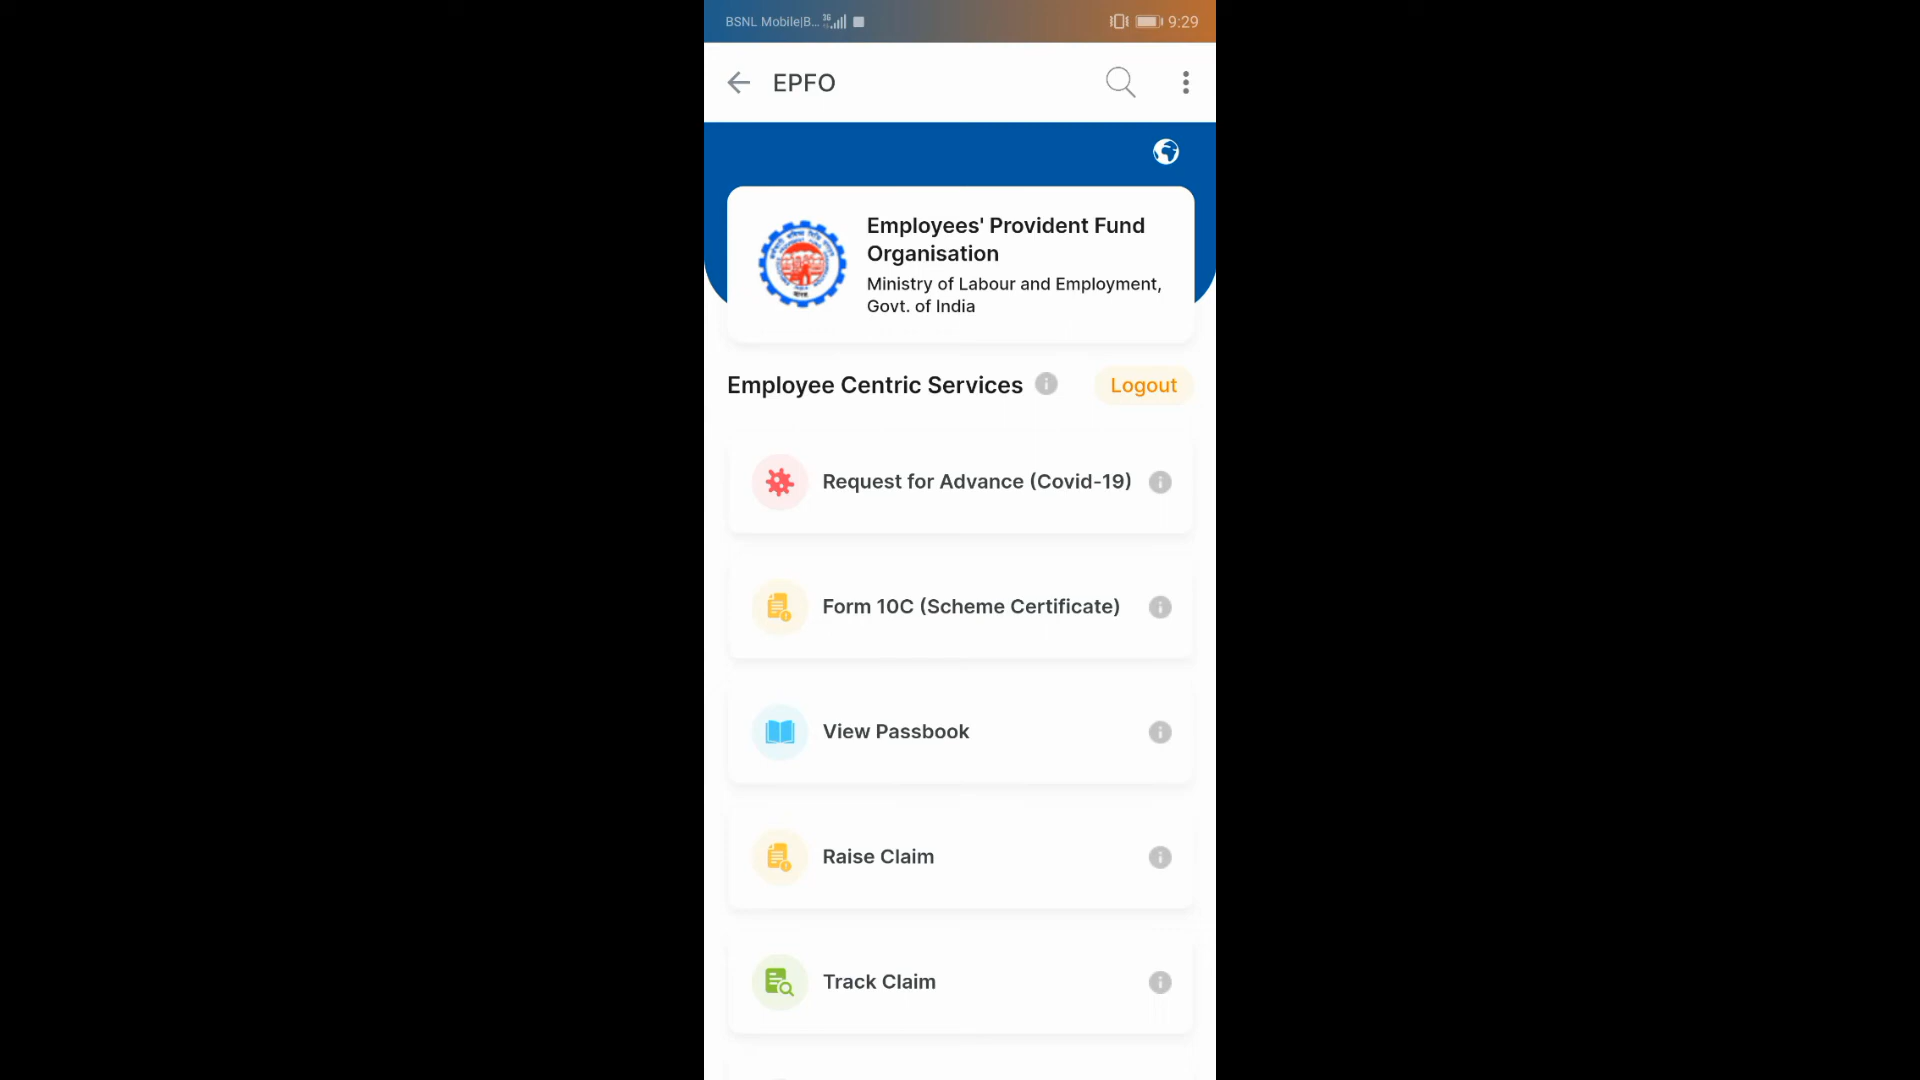 BSNL Mobile|B... 3G 9:29
EPFO
Employees' Provident Fund
Organisation
Ministry of Labour and Employment,
Govt. of India
Employee Centric Services
Logout
Request for Advance (Covid-19)
Form 10C (Scheme Certificate)
View Passbook
Raise Claim
Track Claim